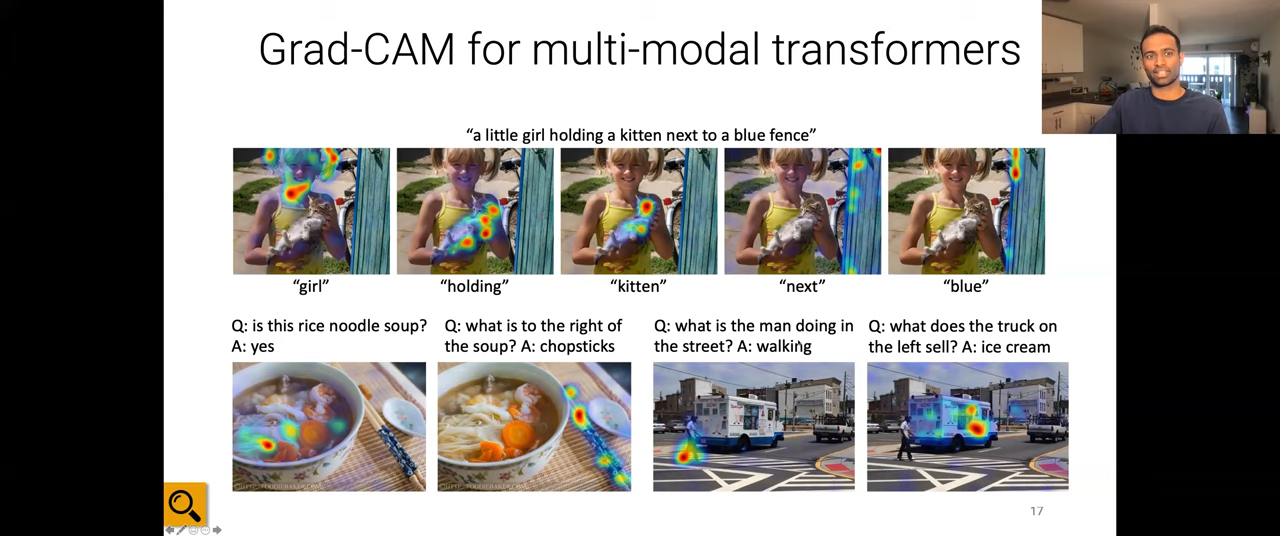 Grad-CAM for multi-modal transformers
“a little girl holding a kitten next to a blue fence”
“girl”
“holding”
“kitten”
“next”
“blue”
Q: is this rice noodle soup?
A: yes
Q: what is to the right of
the soup? A: chopsticks
Q: what is the man doing in
the street? A: walking
Q: what does the truck on
the left sell? A: ice cream
17